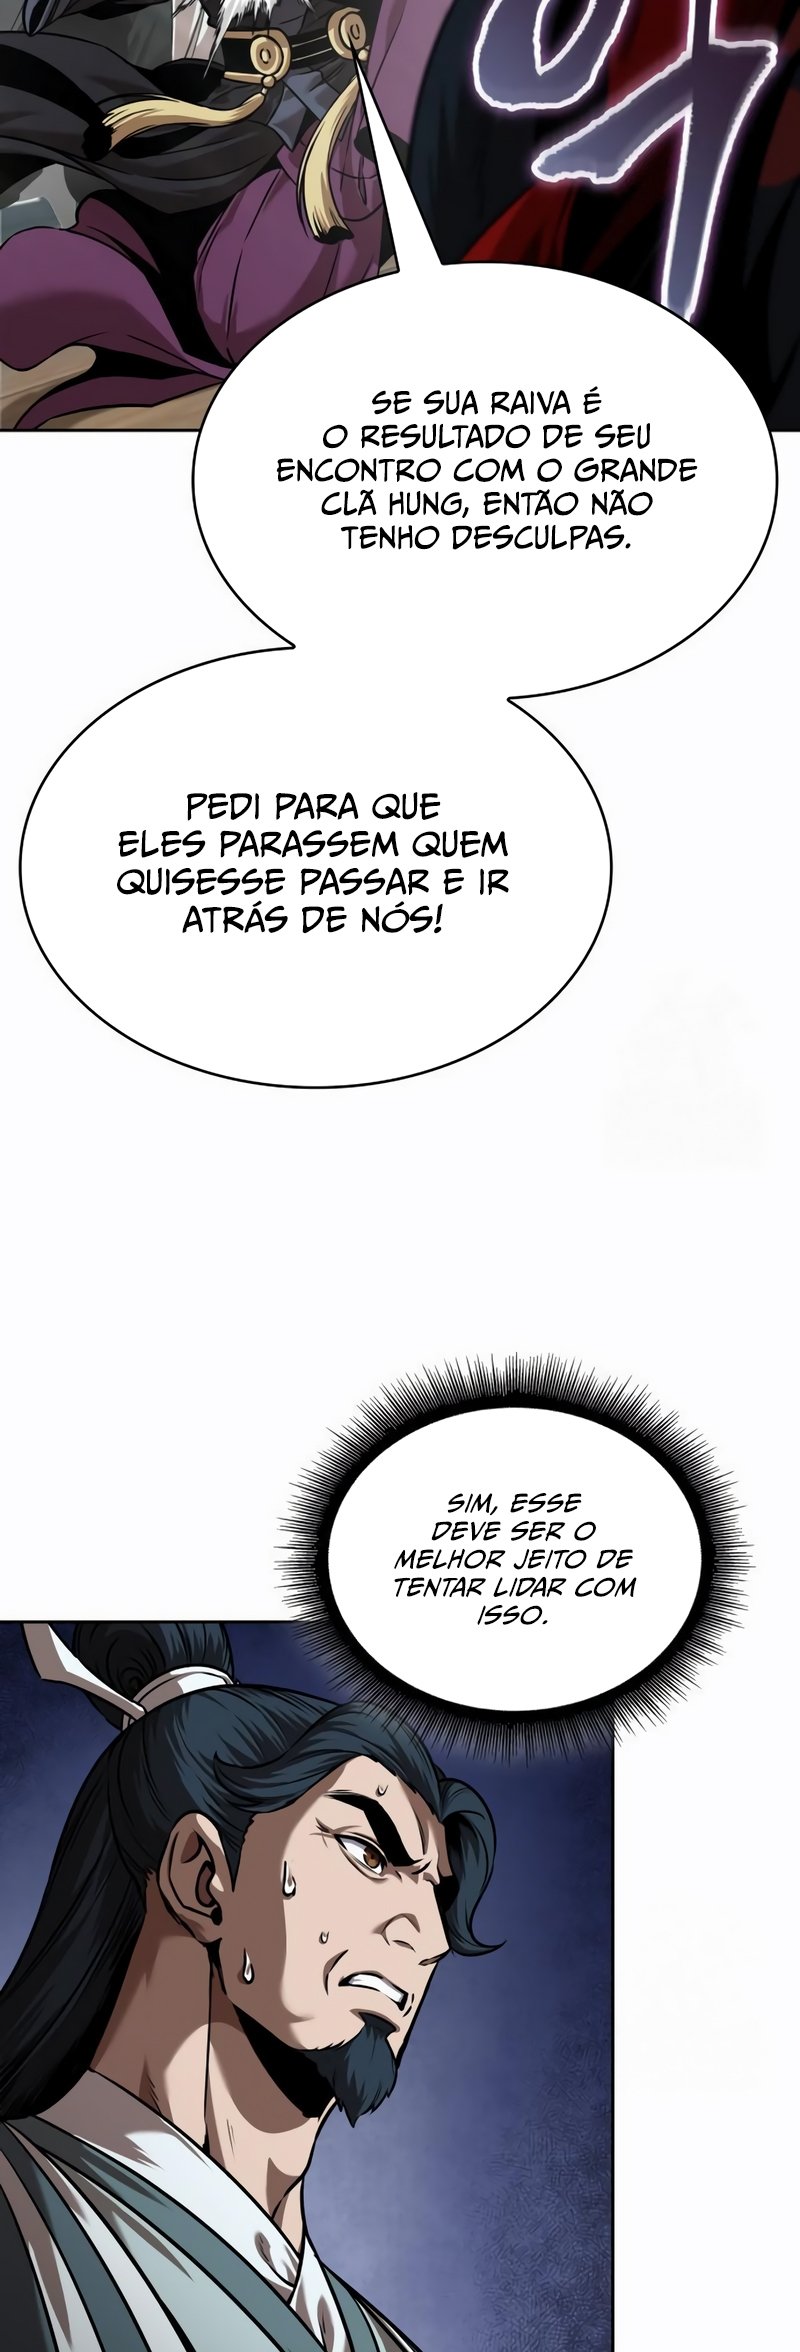 SE SUA RAIVA É
O RESULTADO DE SEU
ENCONTRO COM O GRANDE
CLÃ HUNG, ENTÃO NÃO
TENHO DESCULPAS.
PEDI PARA QUE
ELES PARASSEM QUEM
QUISESSE PASSAR E IR
ATRÁS DE NÓS!
SIM, ESSE
DEVE SER O
MELHOR JEITO DE
TENTAR LIDAR COM
ISSO.